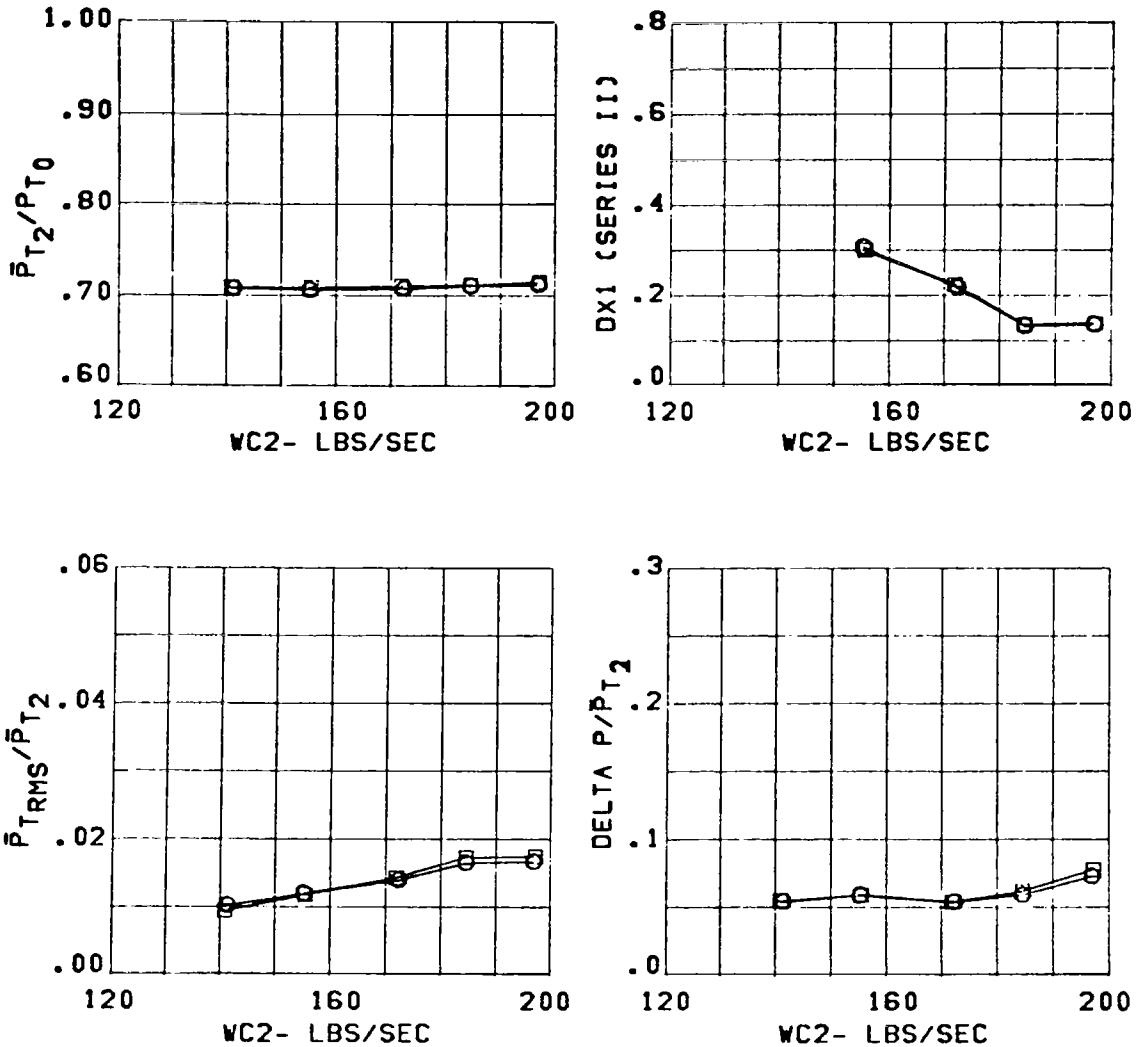 1.00
.90
.80
.70
.60
P̄T2/PT0
120 160 200
WC2- LBS/SEC
.8
.6
.4
.2
.0
DX1 (SERIES II)
120 160 200
WC2- LBS/SEC
.06
.04
.02
.00
P̄TRMS/P̄T2
120 160 200
WC2- LBS/SEC
.3
.2
.1
.0
DELTA P/P̄T2
120 160 200
WC2- LBS/SEC